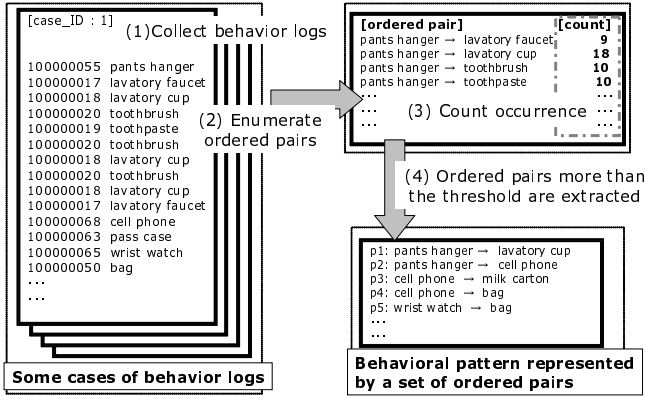 [case_ID : 1]
(1)Collect behavior logs
100000055 pants hanger
100000017 lavatory faucet
100000018 lavatory cup
100000020 toothbrush
100000019 toothpaste
100000020 toothbrush
100000018 lavatory cup
100000020 toothbrush
100000018 lavatory cup
100000017 lavatory faucet
100000068 cell phone
100000063 pass case
100000065 wrist watch
100000050 bag
...
...
Some cases of behavior logs
(2) Enumerate
ordered pairs
[ordered pair] [count]
pants hanger → lavatory faucet 9
pants hanger → lavatory cup 18
pants hanger → toothbrush 10
pants hanger → toothpaste 10
... ...
... ...
... ...
(3) Count occurrence
(4) Ordered pairs more than
the threshold are extracted
p1: pants hanger → lavatory cup
p2: pants hanger → cell phone
p3: cell phone → milk carton
p4: cell phone → bag
p5: wrist watch → bag
...
...
Behavioral pattern represented
by a set of ordered pairs